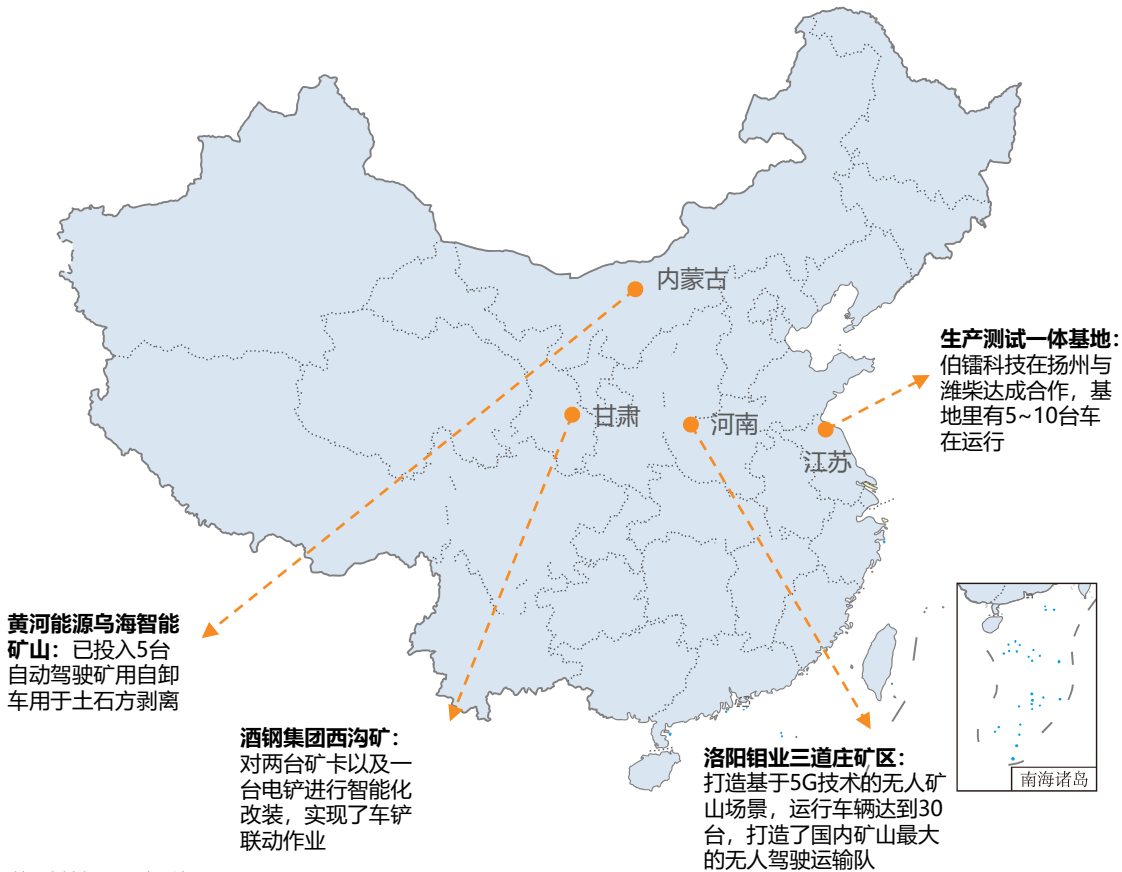 内蒙古
甘肃
河南
江苏
生产测试一体基地：
伯镭科技在扬州与
潍柴达成合作，基
地里有5~10台车
在运行
黄河能源乌海智能
矿山：已投入5台
自动驾驶矿用自卸
车用于土石方剥离
酒钢集团西沟矿：
对两台矿卡以及一
台电铲进行智能化
改装，实现了车铲
联动作业
洛阳钼业三道庄矿区：
打造基于5G技术的无人矿
山场景，运行车辆达到30
台，打造了国内矿山最大
的无人驾驶运输队
南海诸岛